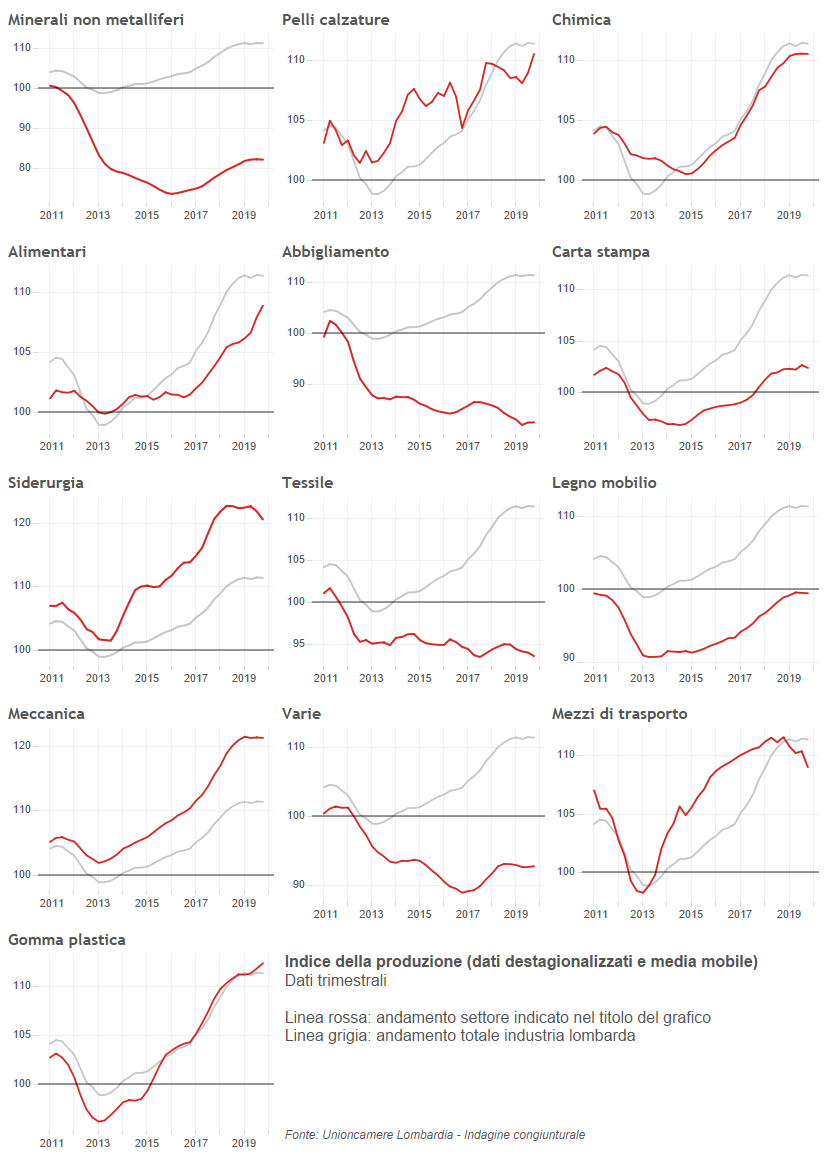 Minerali non metalliferi
110
100
90
80
2011 2013 2015 2017 2019
Pelli calzature
110
105
100
2011 2013 2015 2017 2019
Chimica
110
105
100
2011 2013 2015 2017 2019
Alimentari
110
105
100
2011 2013 2015 2017 2019
Abbigliamento
110
100
90
2011 2013 2015 2017 2019
Carta stampa
110
105
100
2011 2013 2015 2017 2019
Siderurgia
120
110
100
2011 2013 2015 2017 2019
Tessile
110
105
100
95
2011 2013 2015 2017 2019
Legno mobilio
110
100
90
2011 2013 2015 2017 2019
Meccanica
120
110
100
2011 2013 2015 2017 2019
Varie
110
100
90
2011 2013 2015 2017 2019
Mezzi di trasporto
110
105
100
2011 2013 2015 2017 2019
Gomma plastica
110
105
100
2011 2013 2015 2017 2019
Indice della produzione (dati destagionalizzati e media mobile)
Dati trimestrali
Linea rossa: andamento settore indicato nel titolo del grafico
Linea grigia: andamento totale industria lombarda
Fonte: Unioncamere Lombardia - Indagine congiunturale